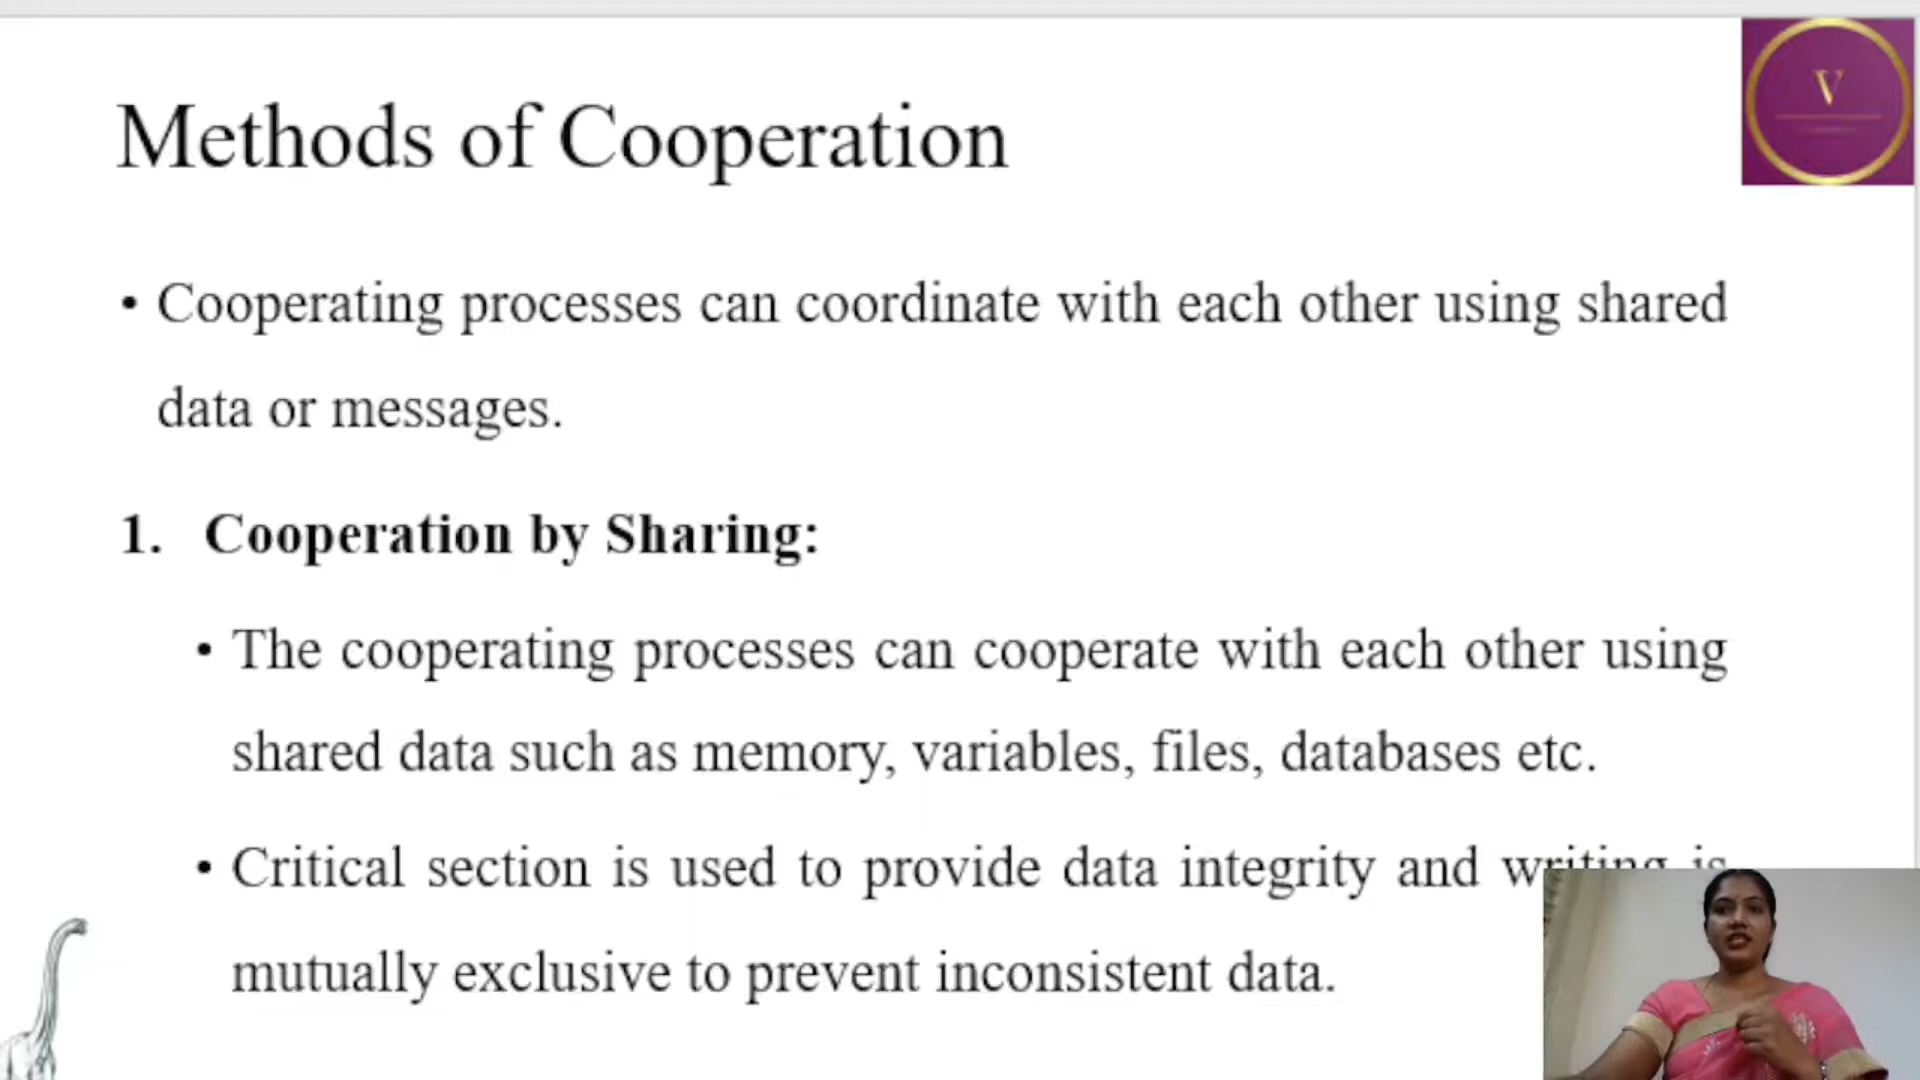 Methods of Cooperation
V
• Cooperating processes can coordinate with each other using shared
data or messages.
1. Cooperation by Sharing:
• The cooperating processes can cooperate with each other using
shared data such as memory, variables, files, databases etc.
• Critical section is used to provide data integrity and writing is
mutually exclusive to prevent inconsistent data.